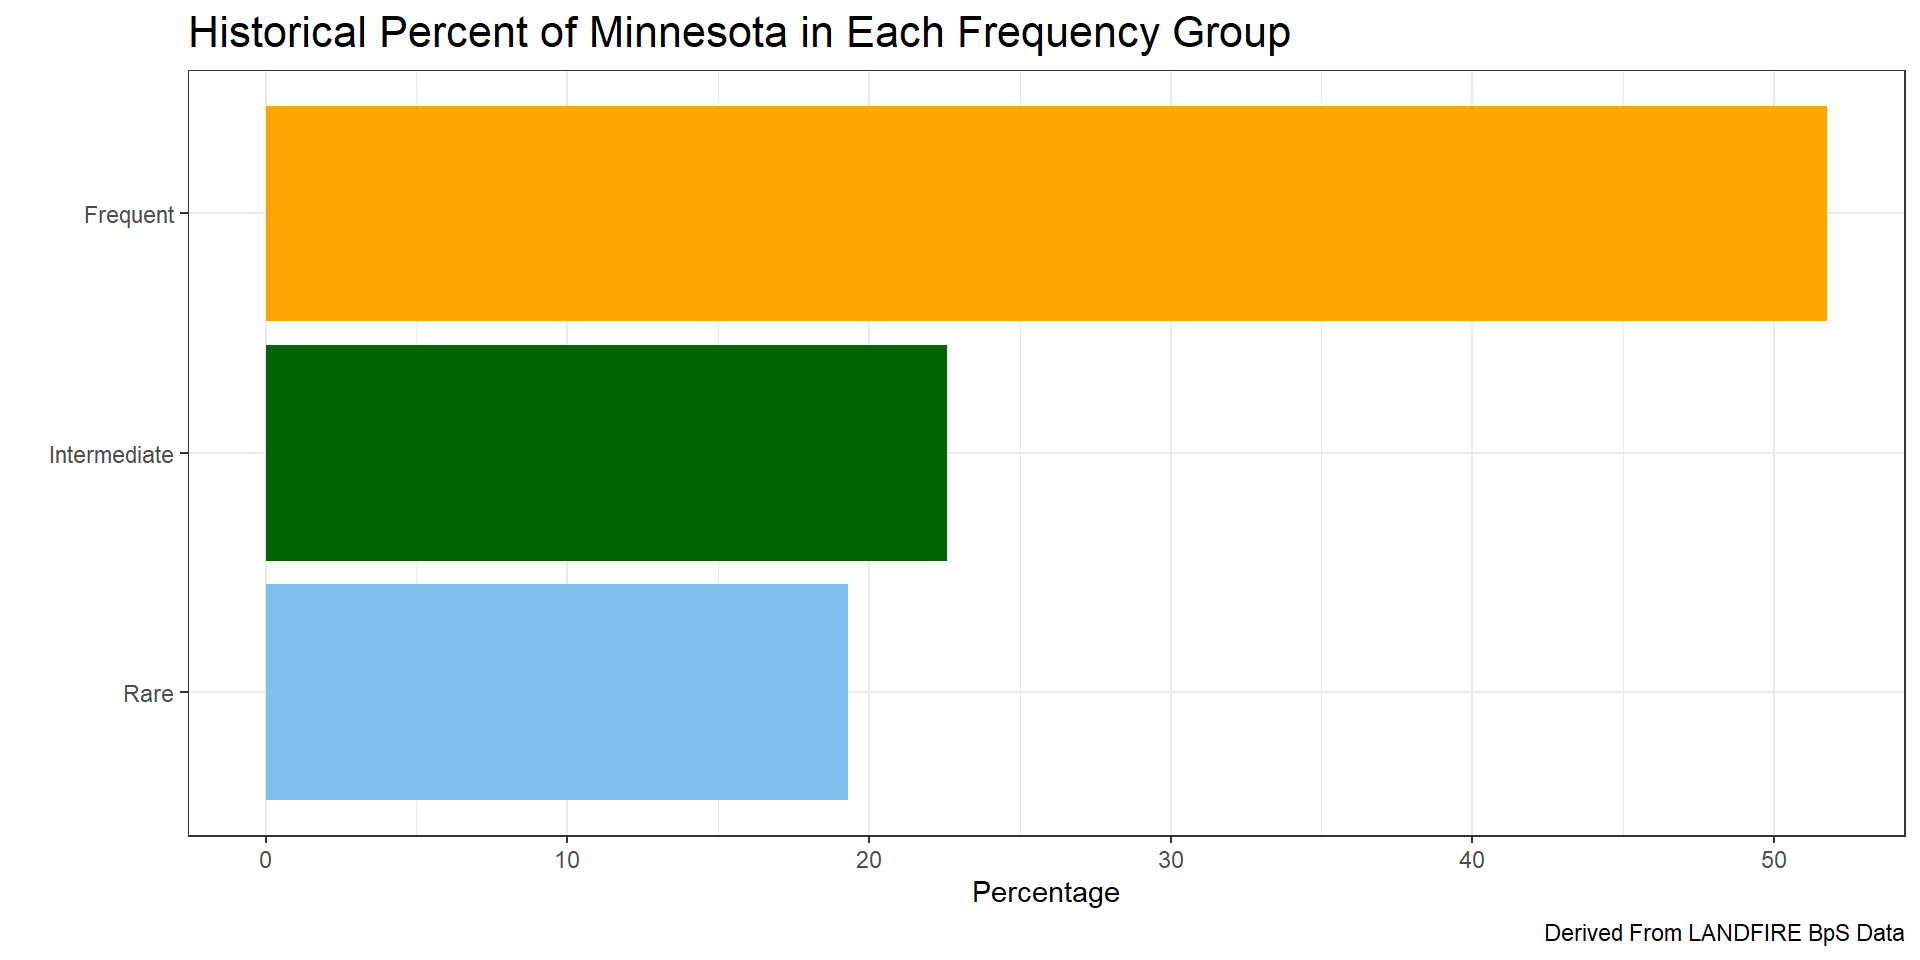 Historical Percent of Minnesota in Each Frequency Group
Frequent
Intermediate
Rare
0 10 20 30 40 50
Percentage
Derived From LANDFIRE BpS Data